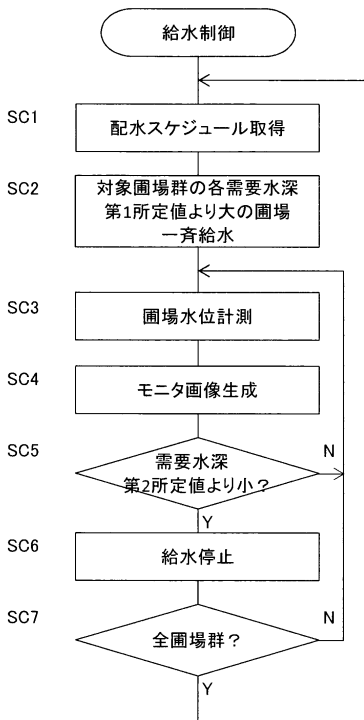 給水制御
SC1
配水スケジュール取得
SC2
対象圃場群の各需要水深
第1所定値より大の圃場
一斉給水
SC3
圃場水位計測
SC4
モニタ画像生成
SC5
需要水深
第2所定値より小？
N
Y
SC6
給水停止
SC7
全圃場群？
N
Y